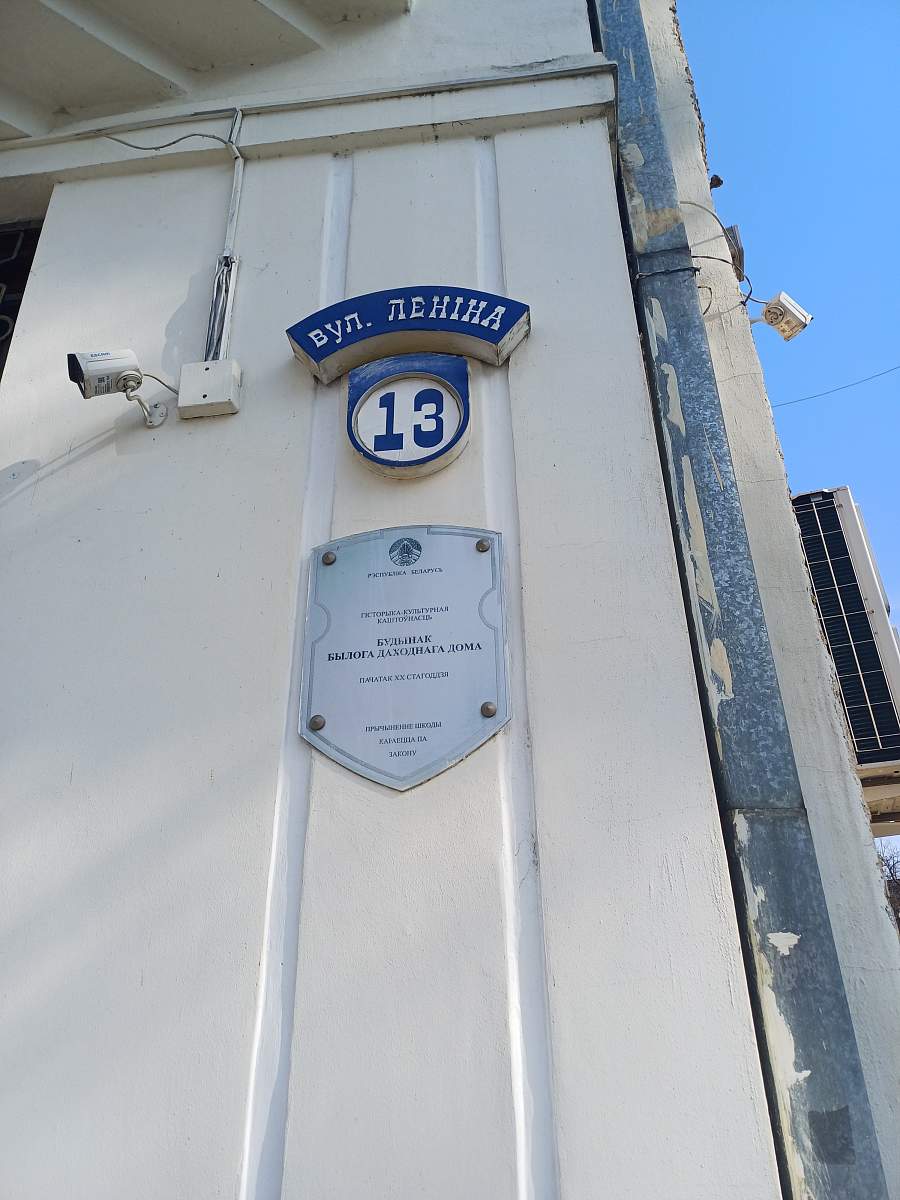 вул. ЛЕНІНА
13
РЭСПУБЛІКА БЕЛАРУСЬ
ГІСТОРЫКА-КУЛЬТУРНАЯ
КАШТОЎНАСЦЬ
БУДЫНАК
БЫЛОГА ДАХОДНАГА ДОМА
ПАЧАТАК XX СТАГОДДЗЯ
ПРЫЧЫНЕННЕ ШКОДЫ
КАРАЕЦЦА ПА
ЗАКОНУ